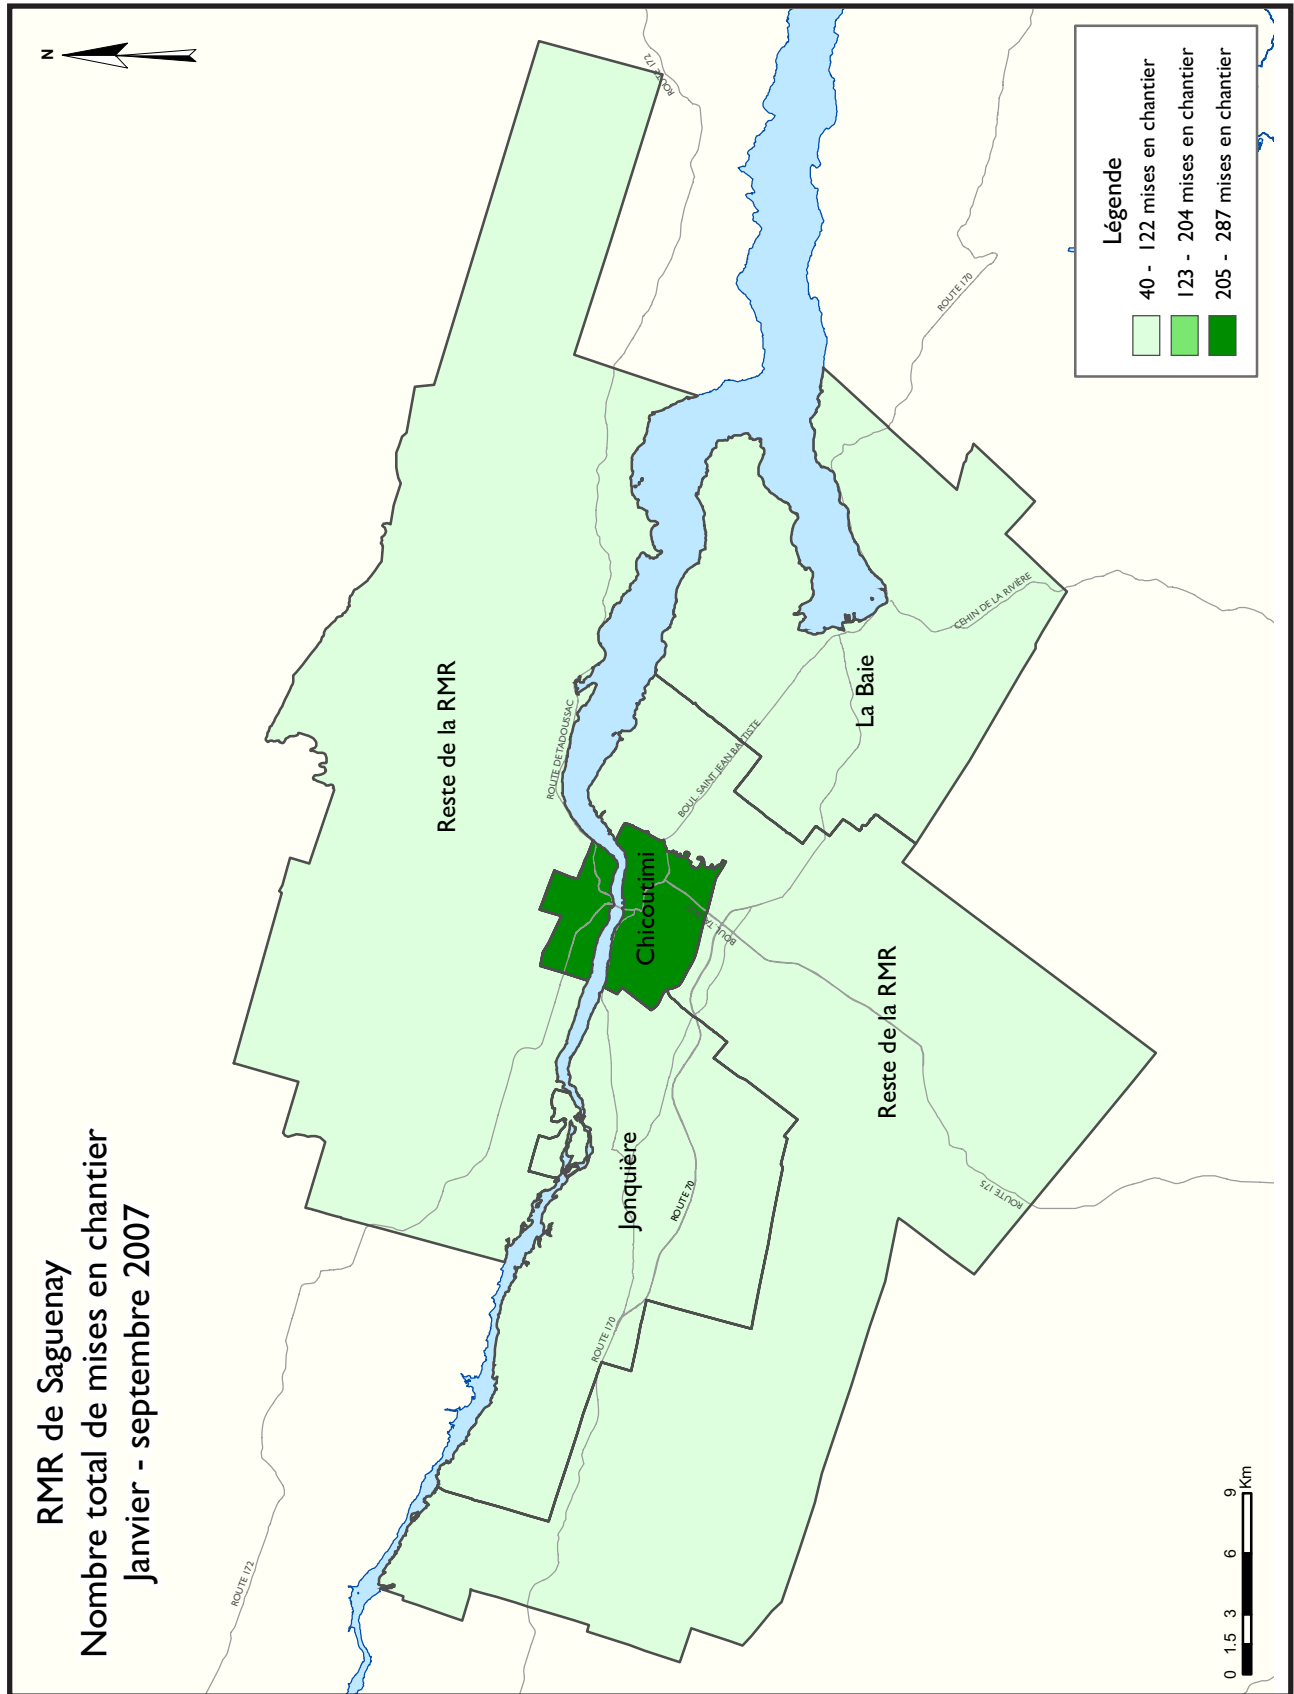 RMR de Saguenay
Nombre total de mises en chantier
Janvier - septembre 2007
N
ROUTE 172
ROUTE 172
Reste de la RMR
ROUTE DE TADOUSSAC
Chicoutimi
BOUL. SAINT JEAN BAPTISTE
La Baie
CEHIN DE LA RIVIÈRE
ROUTE 170
Jonquière
ROUTE 70
ROUTE 170
Reste de la RMR
ROUTE 175
0 1.5 3 6 9
Km
Légende
40 - 122 mises en chantier
123 - 204 mises en chantier
205 - 287 mises en chantier